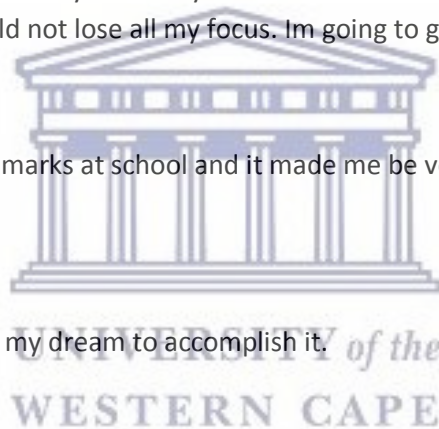 ld not lose all my focus. Im going to g
marks at school and it made me be v
my dream to accomplish it.
UNIVERSITY of the
WESTERN CAPE